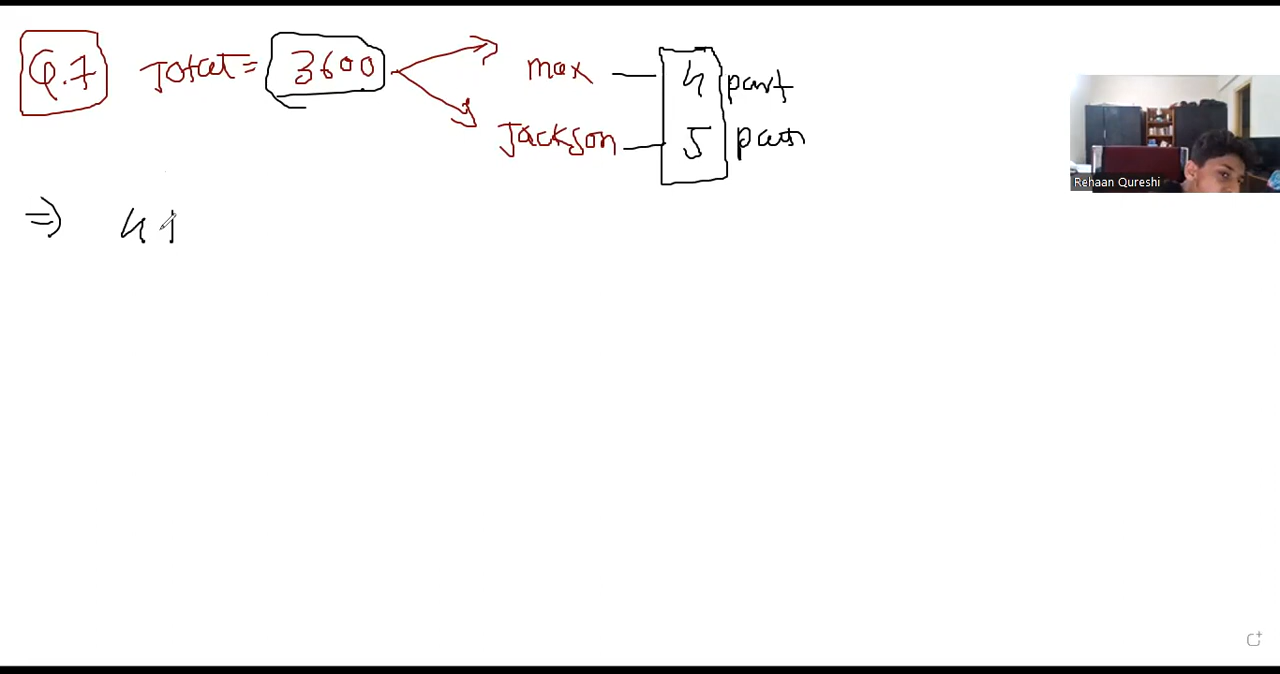 Q.7 Total = 3600
max 4 part
Jackson 5 part
Rehaan Qureshi
⇒ 4